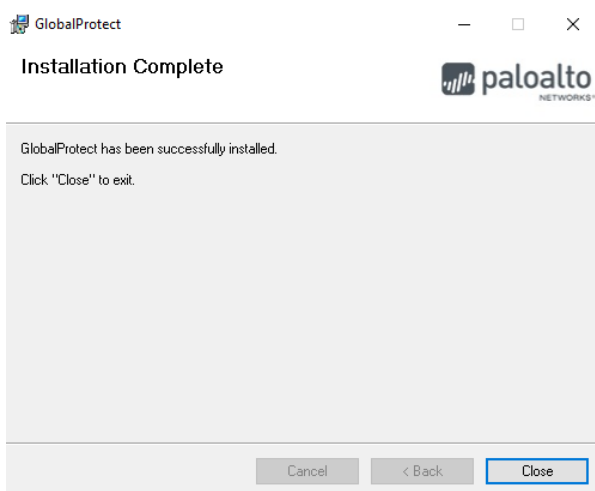 GlobalProtect
Installation Complete
paloalto
NETWORKS®
GlobalProtect has been successfully installed.
Click "Close" to exit.
Cancel
< Back
Close